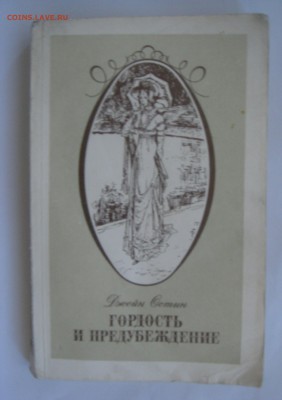 COINS.LAVE.RU
Джейн Остин
ГОРДОСТЬ
И ПРЕДУБЕЖДЕНИЕ